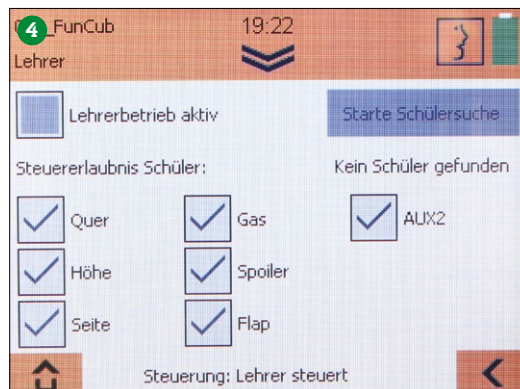 4
FunCub 19:22
Lehrer
Lehrerbetrieb aktiv Starte Schülersuche
Steuererlaubnis Schüler: Kein Schüler gefunden
Quer Gas AUX2
Höhe Spoiler
Seite Flap
Steuerung: Lehrer steuert